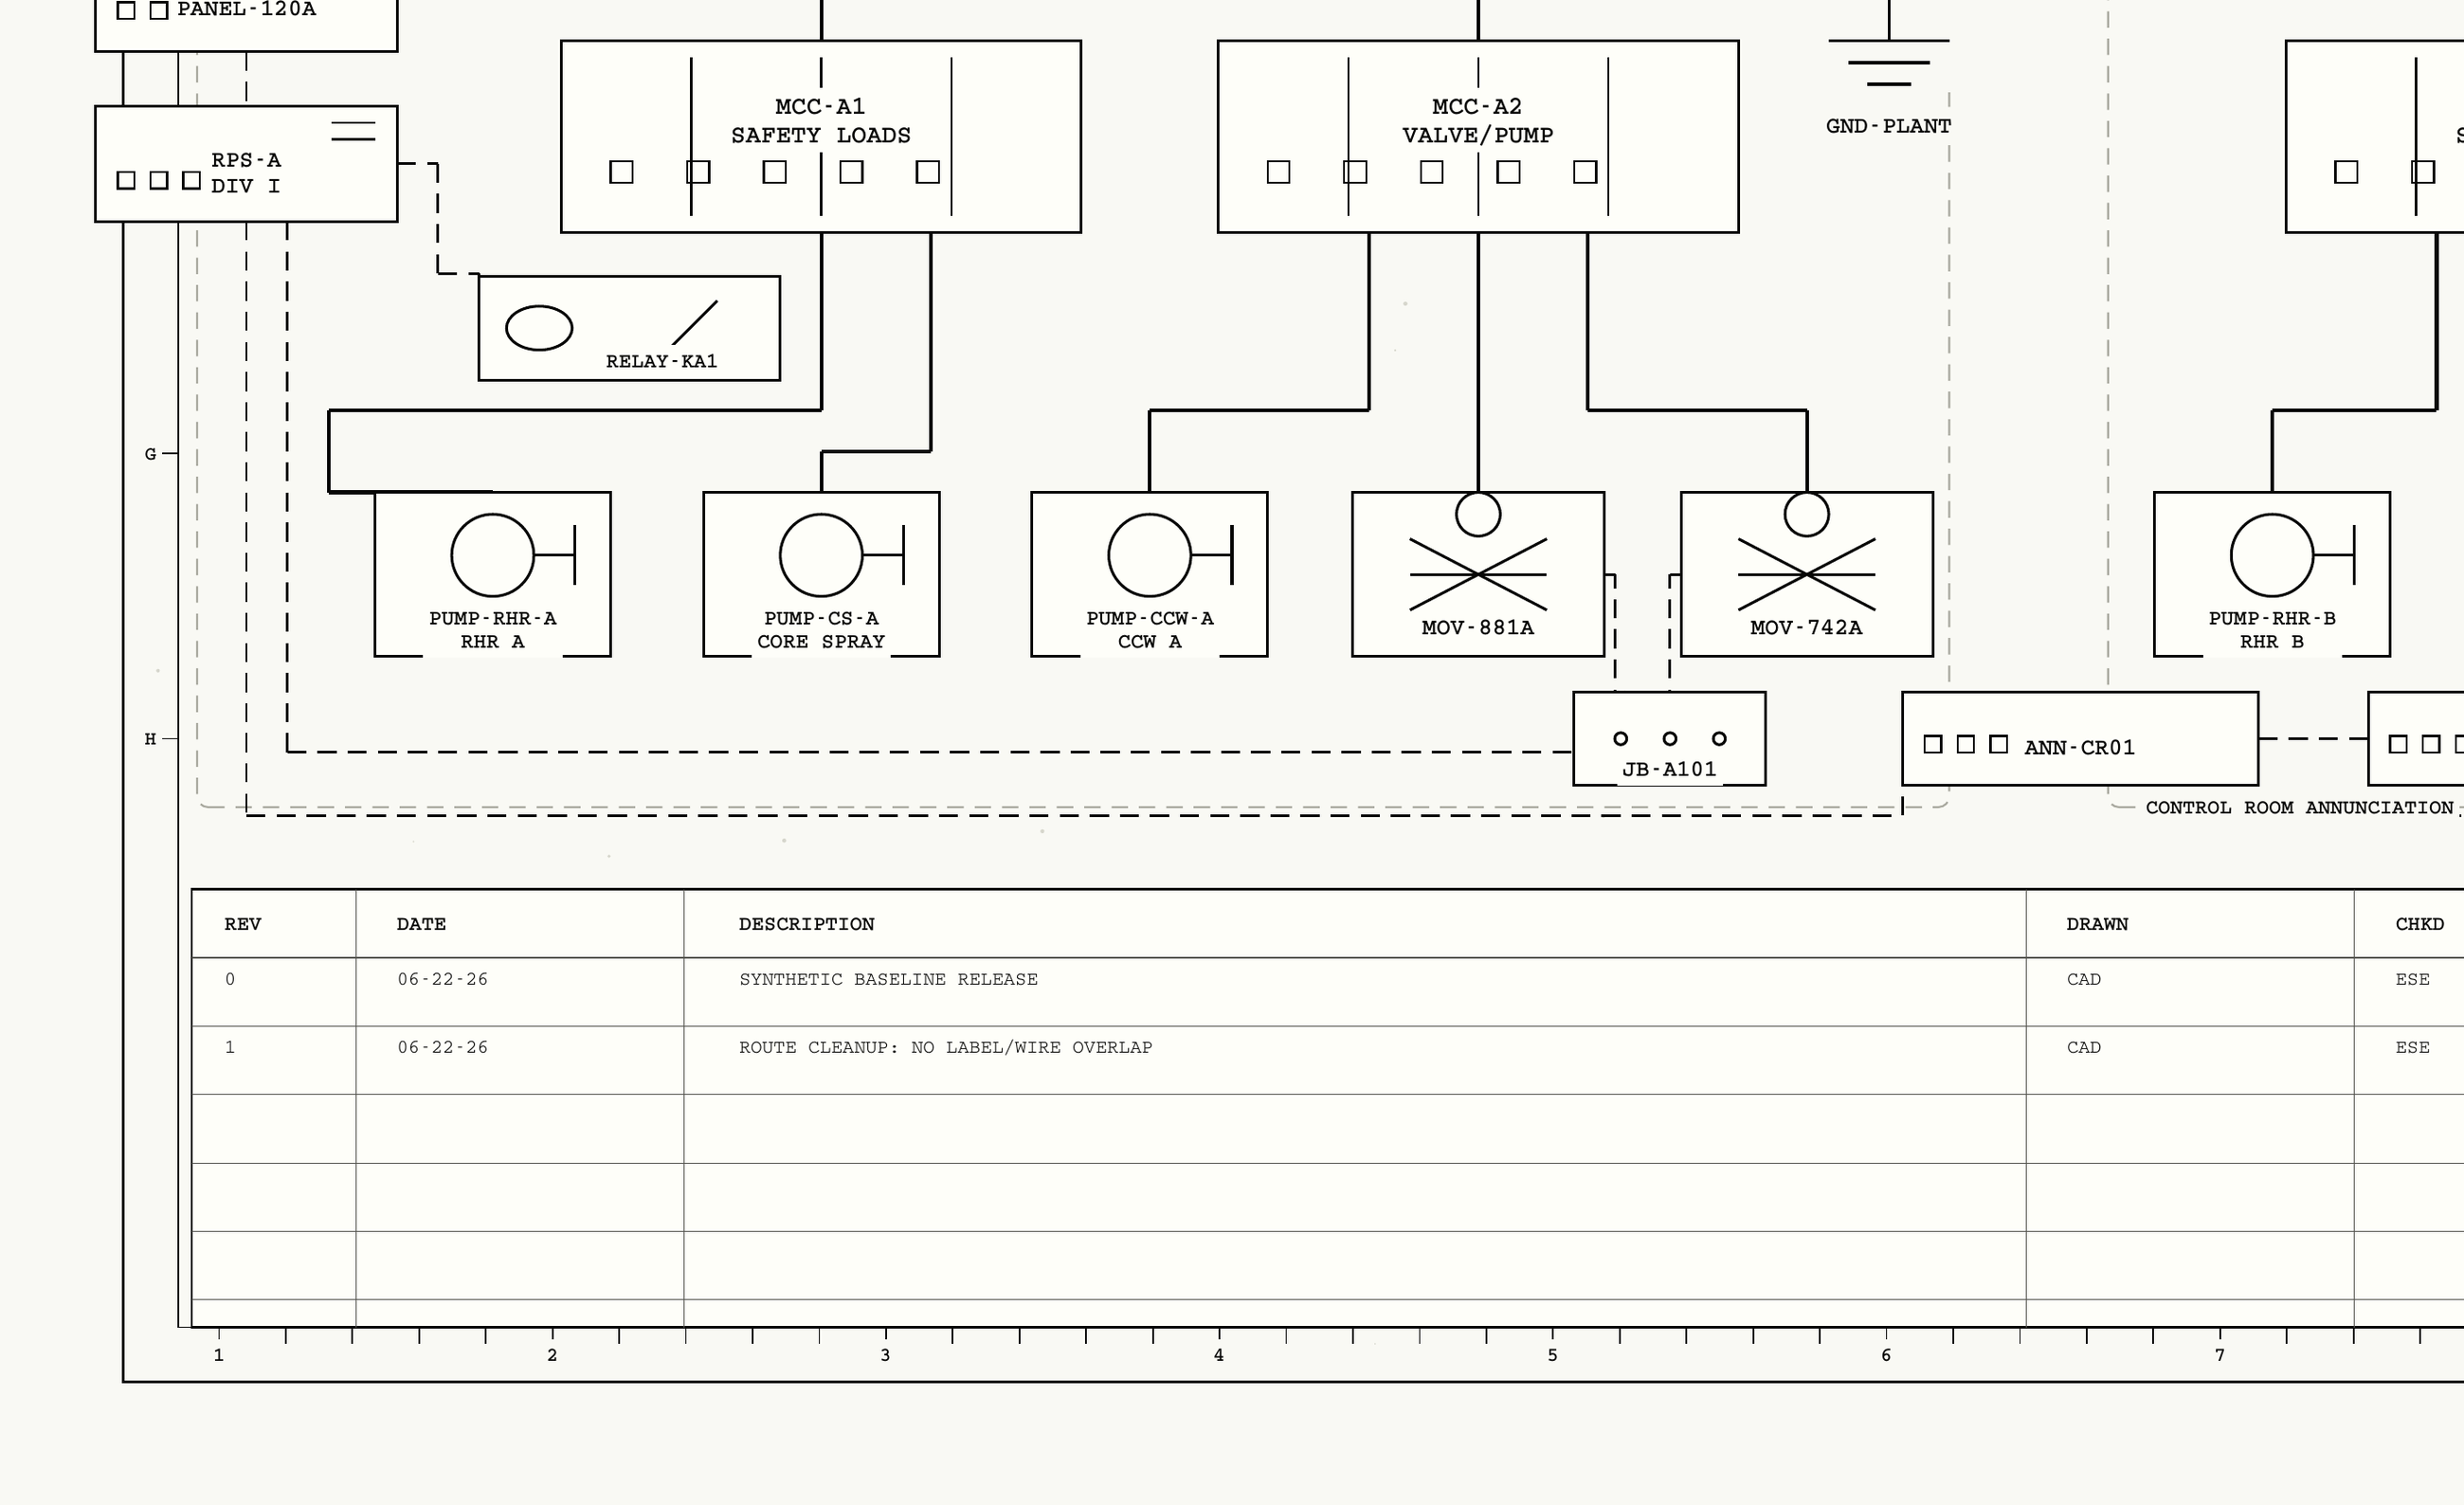 PANEL-120A
MCC-A1
SAFETY LOADS
MCC-A2
VALVE/PUMP
GND-PLANT
S
RPS-A
DIV I
RELAY-KA1
G
PUMP-RHR-A
RHR A
PUMP-CS-A
CORE SPRAY
PUMP-CCW-A
CCW A
MOV-881A
MOV-742A
PUMP-RHR-B
RHR B
H
JB-A101
ANN-CR01
CONTROL ROOM ANNUNCIATION
REV DATE DESCRIPTION DRAWN CHKD
0 06-22-26 SYNTHETIC BASELINE RELEASE CAD ESE
1 06-22-26 ROUTE CLEANUP: NO LABEL/WIRE OVERLAP CAD ESE
1 2 3 4 5 6 7